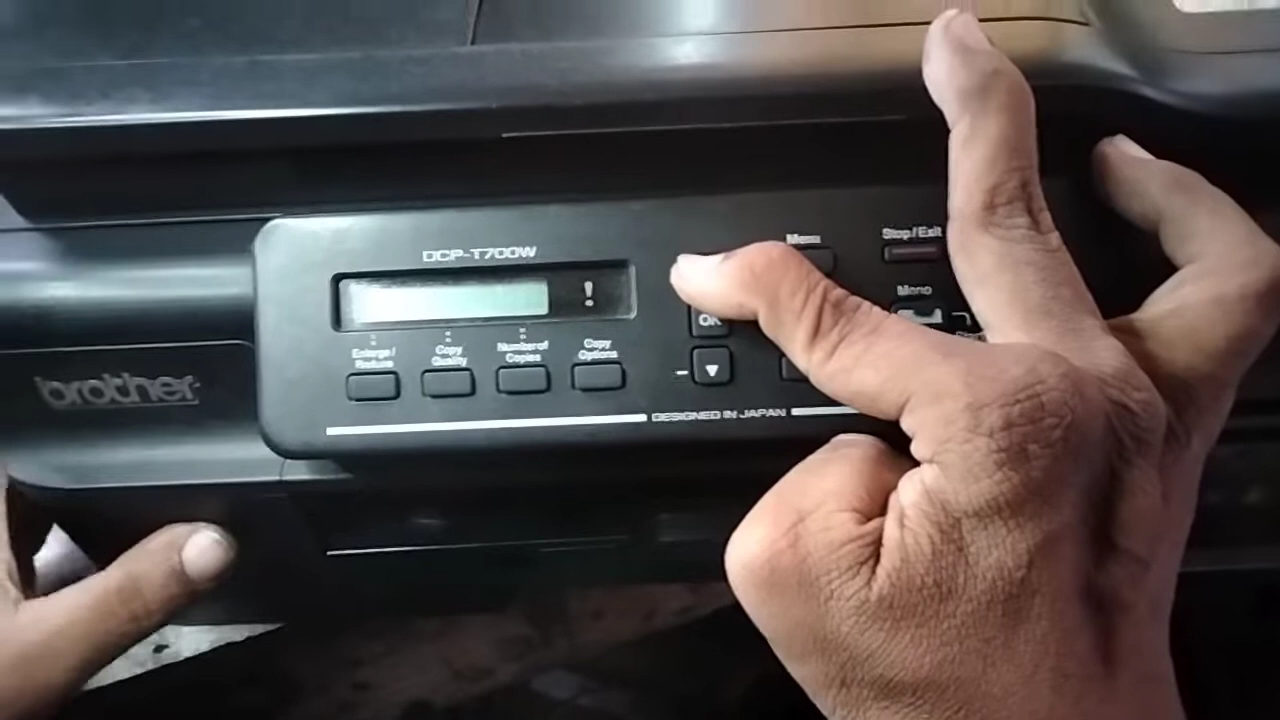 DCP-T700W
!
Menu
Stop/Exit
Mono
Enlarge/
Reduce
Copy
Quality
Number of
Copies
Copy
Options
OK
▼
DESIGNED IN JAPAN
brother